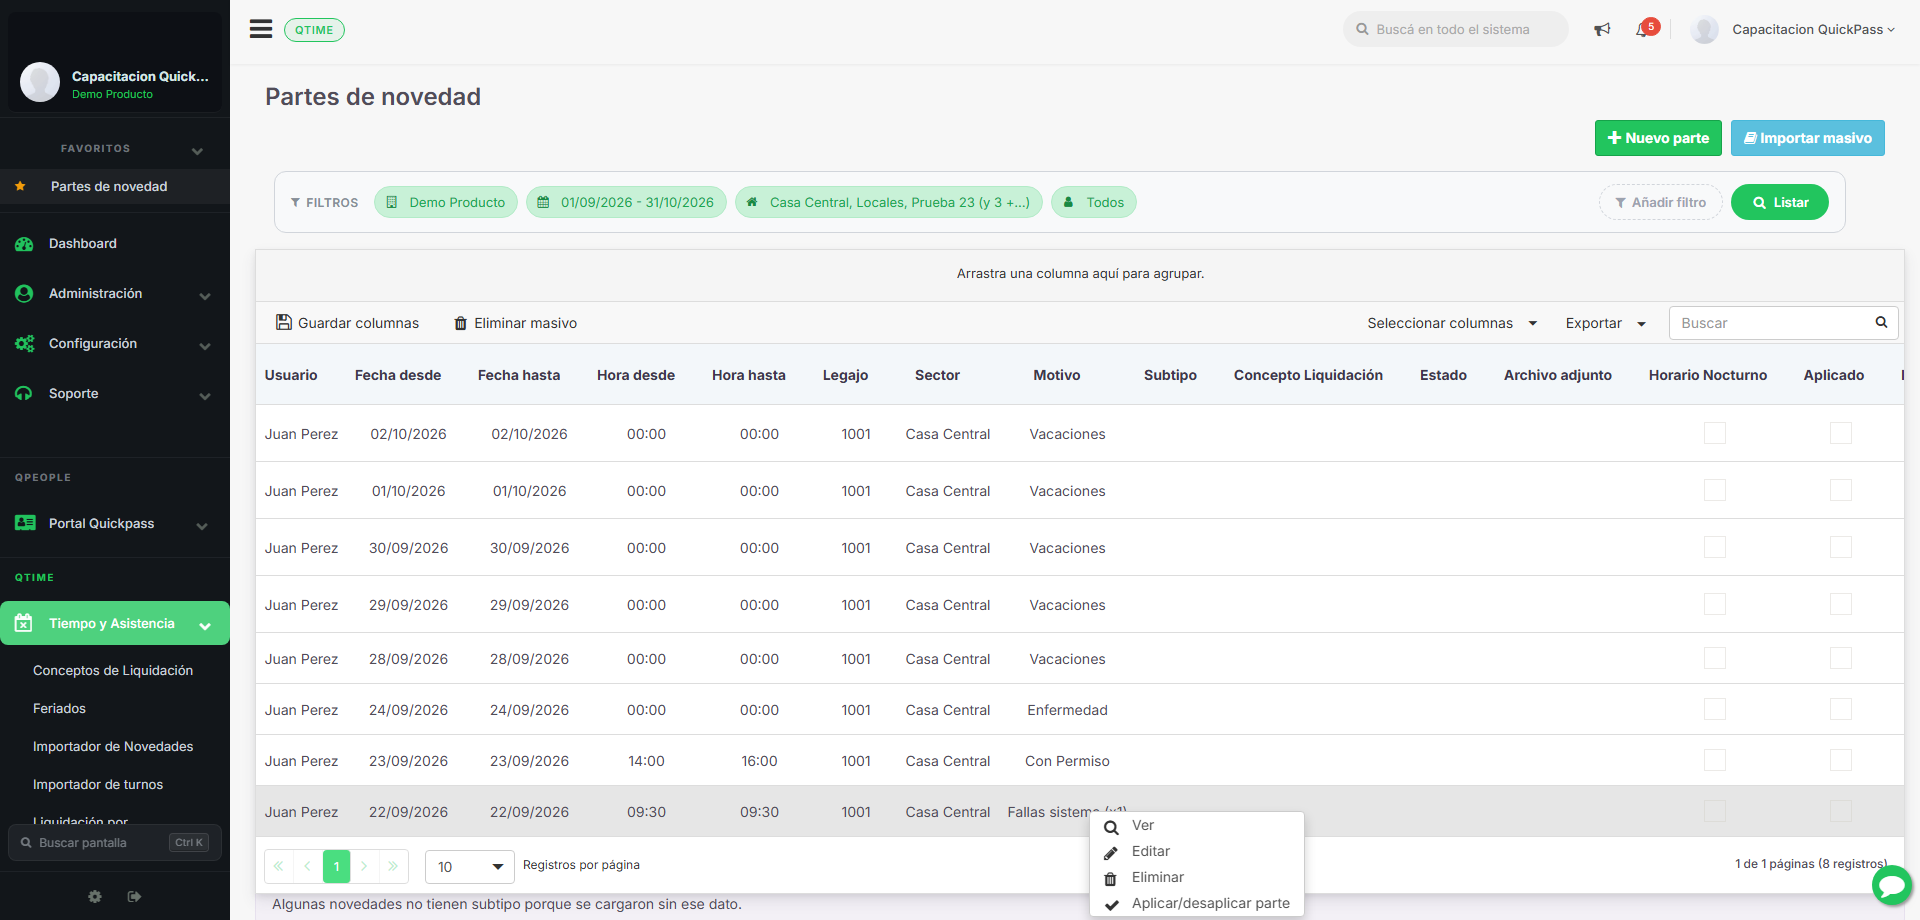 Capacitacion Quick...
Demo Producto
FAVORITOS
Partes de novedad
Dashboard
Administración
Configuración
Soporte
QPEOPLE
Portal Quickpass
QTIME
Tiempo y Asistencia
Conceptos de Liquidación
Feriados
Importador de Novedades
Importador de turnos
Liquidación por
Buscar pantalla Ctrl K
QTIME
Buscá en todo el sistema
5
Capacitacion QuickPass
Partes de novedad
Nuevo parte
Importar masivo
FILTROS
Demo Producto
01/09/2026 - 31/10/2026
Casa Central, Locales, Prueba 23 (y 3 +...)
Todos
Añadir filtro
Listar
Arrastra una columna aquí para agrupar.
Guardar columnas
Eliminar masivo
Seleccionar columnas
Exportar
Buscar
Usuario Fecha desde Fecha hasta Hora desde Hora hasta Legajo Sector Motivo Subtipo Concepto Liquidación Estado Archivo adjunto Horario Nocturno Aplicado
Juan Perez 02/10/2026 02/10/2026 00:00 00:00 1001 Casa Central Vacaciones
Juan Perez 01/10/2026 01/10/2026 00:00 00:00 1001 Casa Central Vacaciones
Juan Perez 30/09/2026 30/09/2026 00:00 00:00 1001 Casa Central Vacaciones
Juan Perez 29/09/2026 29/09/2026 00:00 00:00 1001 Casa Central Vacaciones
Juan Perez 28/09/2026 28/09/2026 00:00 00:00 1001 Casa Central Vacaciones
Juan Perez 24/09/2026 24/09/2026 00:00 00:00 1001 Casa Central Enfermedad
Juan Perez 23/09/2026 23/09/2026 14:00 16:00 1001 Casa Central Con Permiso
Juan Perez 22/09/2026 22/09/2026 09:30 09:30 1001 Casa Central Fallas sistema (x1)
Ver
Editar
Eliminar
Aplicar/desaplicar parte
« ‹ 1 › »
10
Registros por página
1 de 1 páginas (8 registros)
Algunas novedades no tienen subtipo porque se cargaron sin ese dato.